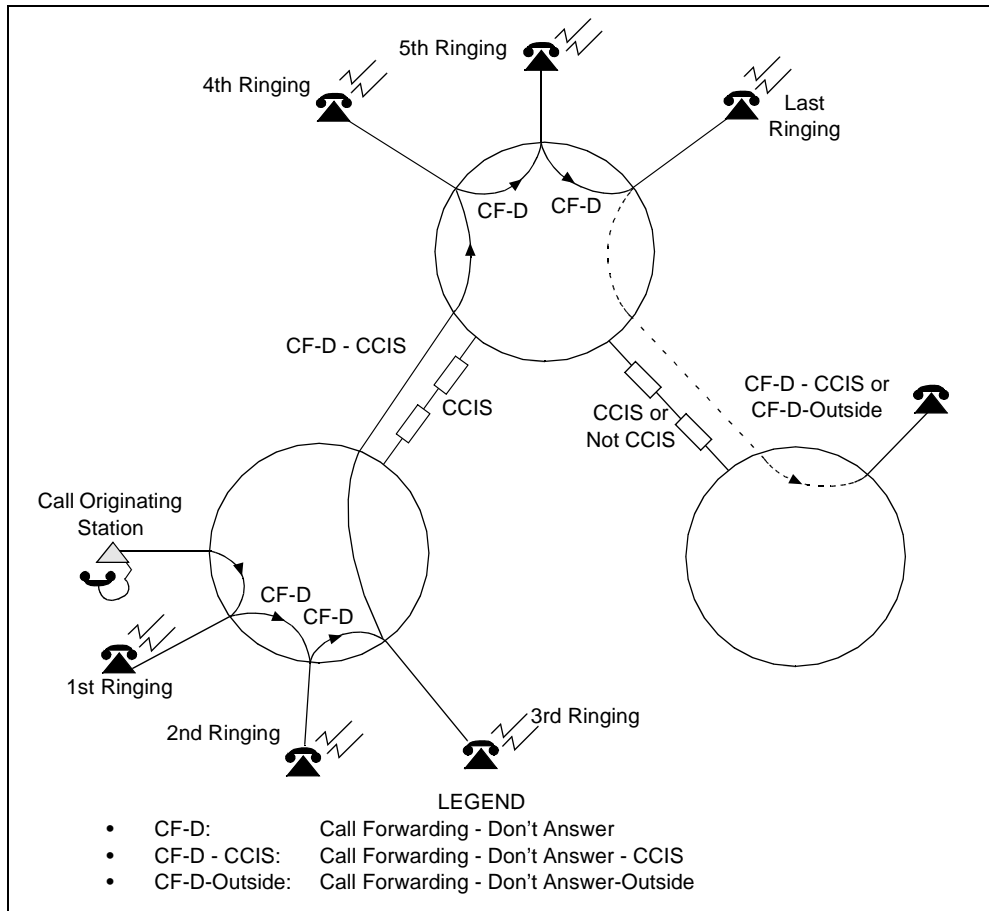 5th Ringing
4th Ringing
Last
Ringing
CF-D
CF-D
CF-D - CCIS
CCIS
CCIS or
Not CCIS
CF-D - CCIS or
CF-D-Outside
Call Originating
Station
CF-D
CF-D
1st Ringing
2nd Ringing
3rd Ringing
LEGEND
• CF-D: Call Forwarding - Don't Answer
• CF-D - CCIS: Call Forwarding - Don't Answer - CCIS
• CF-D-Outside: Call Forwarding - Don't Answer-Outside